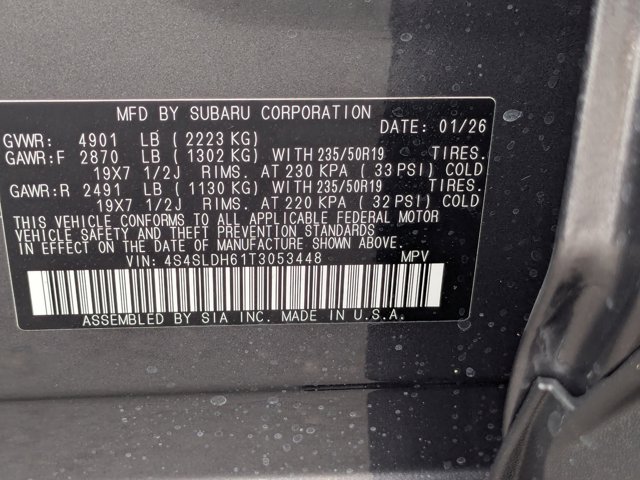 MFD BY SUBARU CORPORATION
GVWR: 4901 LB (2223 KG) DATE: 01/26
GAWR:F 2870 LB (1302 KG) WITH 235/50R19 TIRES.
19X7 1/2J RIMS. AT 230 KPA (33 PSI) COLD
GAWR:R 2491 LB (1130 KG) WITH 235/50R19 TIRES.
19X7 1/2J RIMS. AT 220 KPA (32 PSI) COLD
THIS VEHICLE CONFORMS TO ALL APPLICABLE FEDERAL MOTOR
VEHICLE SAFETY AND THEFT PREVENTION STANDARDS
IN EFFECT ON THE DATE OF MANUFACTURE SHOWN ABOVE.
VIN: 4S4SLDH61T3053448 MPV
ASSEMBLED BY SIA INC. MADE IN U.S.A.